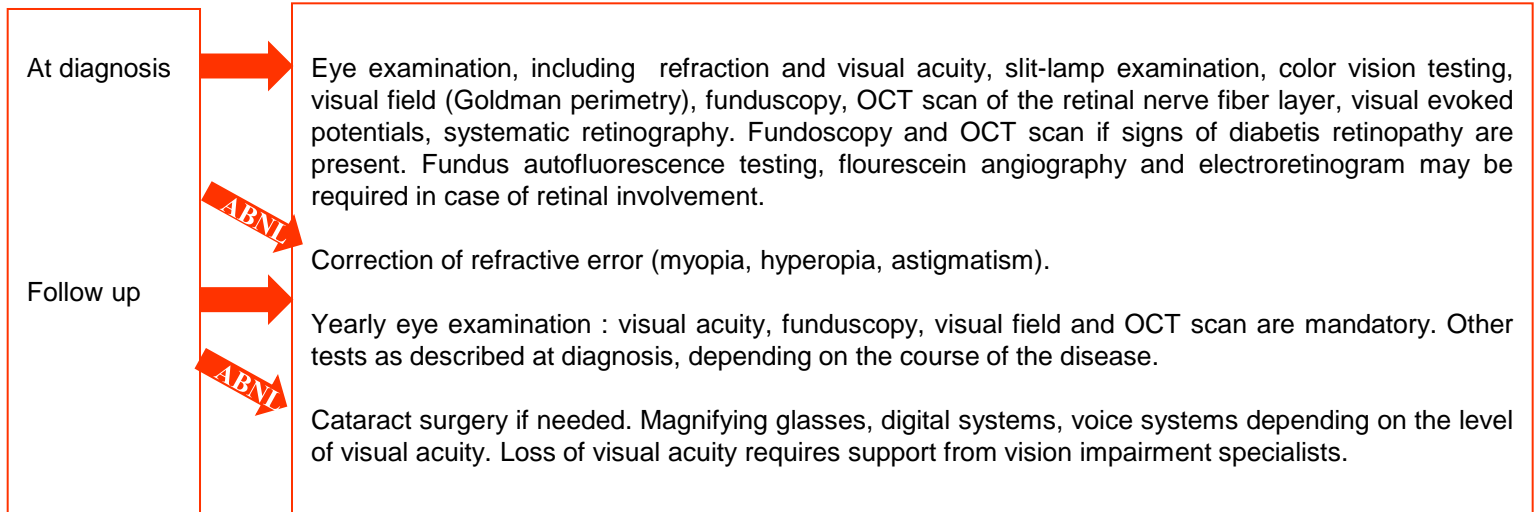 At diagnosis
Eye examination, including refraction and visual acuity, slit-lamp examination, color vision testing,
visual field (Goldman perimetry), funduscopy, OCT scan of the retinal nerve fiber layer, visual evoked
potentials, systematic retinography. Fundoscopy and OCT scan if signs of diabetis retinopathy are
present. Fundus autofluorescence testing, flourescein angiography and electroretinogram may be
required in case of retinal involvement.
ABNL
Correction of refractive error (myopia, hyperopia, astigmatism).
Follow up
Yearly eye examination : visual acuity, funduscopy, visual field and OCT scan are mandatory. Other
tests as described at diagnosis, depending on the course of the disease.
ABNL
Cataract surgery if needed. Magnifying glasses, digital systems, voice systems depending on the level
of visual acuity. Loss of visual acuity requires support from vision impairment specialists.